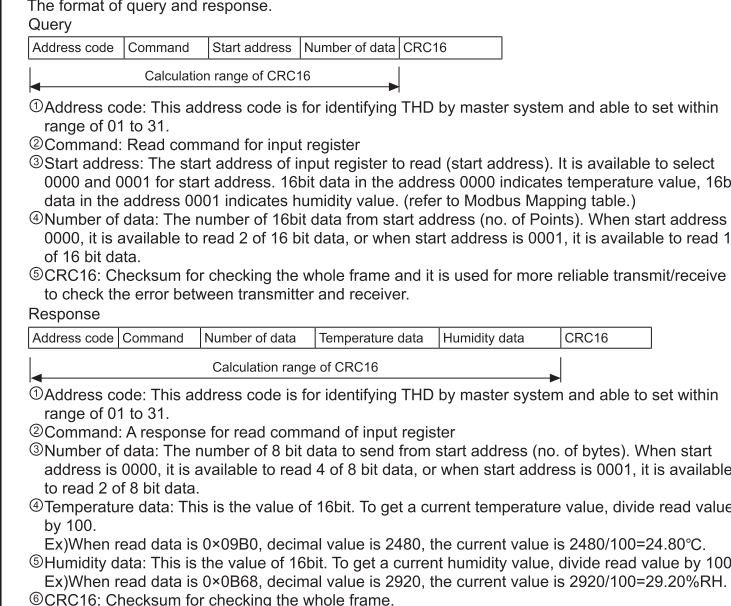 The format of query and response.
Query
Address code Command Start address Number of data CRC16
Calculation range of CRC16
①Address code: This address code is for identifying THD by master system and able to set within
range of 01 to 31.
②Command: Read command for input register
③Start address: The start address of input register to read (start address). It is available to select
0000 and 0001 for start address. 16bit data in the address 0000 indicates temperature value, 16b
data in the address 0001 indicates humidity value. (refer to Modbus Mapping table.)
④Number of data: The number of 16bit data from start address (no. of Points). When start address
0000, it is available to read 2 of 16 bit data, or when start address is 0001, it is available to read 1
of 16 bit data.
⑤CRC16: Checksum for checking the whole frame and it is used for more reliable transmit/receive
to check the error between transmitter and receiver.
Response
Address code Command Number of data Temperature data Humidity data CRC16
Calculation range of CRC16
①Address code: This address code is for identifying THD by master system and able to set within
range of 01 to 31.
②Command: A response for read command of input register
③Number of data: The number of 8 bit data to send from start address (no. of bytes). When start
address is 0000, it is available to read 4 of 8 bit data, or when start address is 0001, it is available
to read 2 of 8 bit data.
④Temperature data: This is the value of 16bit. To get a current temperature value, divide read value
by 100.
Ex)When read data is 0×09B0, decimal value is 2480, the current value is 2480/100=24.80℃.
⑤Humidity data: This is the value of 16bit. To get a current humidity value, divide read value by 100
Ex)When read data is 0×0B68, decimal value is 2920, the current value is 2920/100=29.20%RH.
⑥CRC16: Checksum for checking the whole frame.